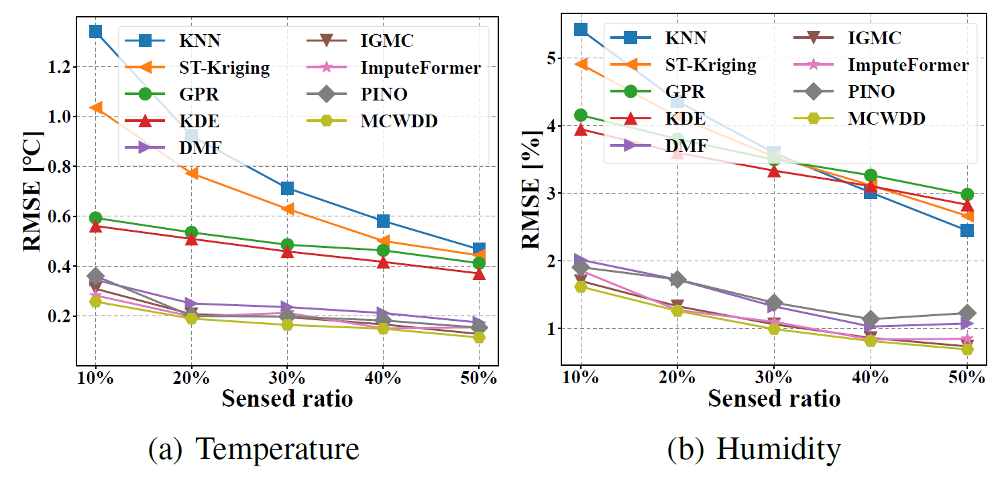 KNN
ST-Kriging
GPR
KDE
DMF
IGMC
ImputeFormer
PINO
MCWDD
RMSE [°C]
1.2
1.0
0.8
0.6
0.4
0.2
10% 20% 30% 40% 50%
Sensed ratio
(a) Temperature
KNN
ST-Kriging
GPR
KDE
DMF
IGMC
ImputeFormer
PINO
MCWDD
RMSE [%]
5
4
3
2
1
10% 20% 30% 40% 50%
Sensed ratio
(b) Humidity